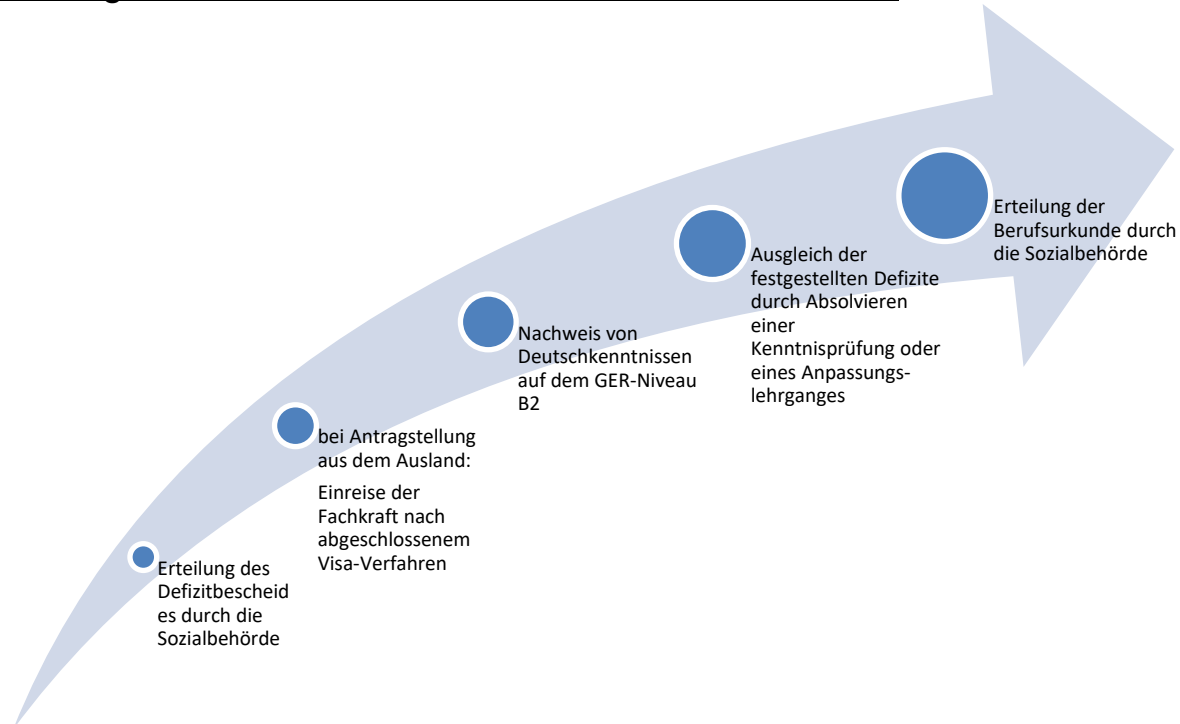 Erteilung des
Defizitbescheid
es durch die
Sozialbehörde
bei Antragstellung
aus dem Ausland:
Einreise der
Fachkraft nach
abgeschlossenem
Visa-Verfahren
Nachweis von
Deutschkenntnissen
auf dem GER-Niveau
B2
Ausgleich der
festgestellten Defizite
durch Absolvieren
einer
Kenntnisprüfung oder
eines Anpassungs-
lehrganges
Erteilung der
Berufsurkunde durch
die Sozialbehörde